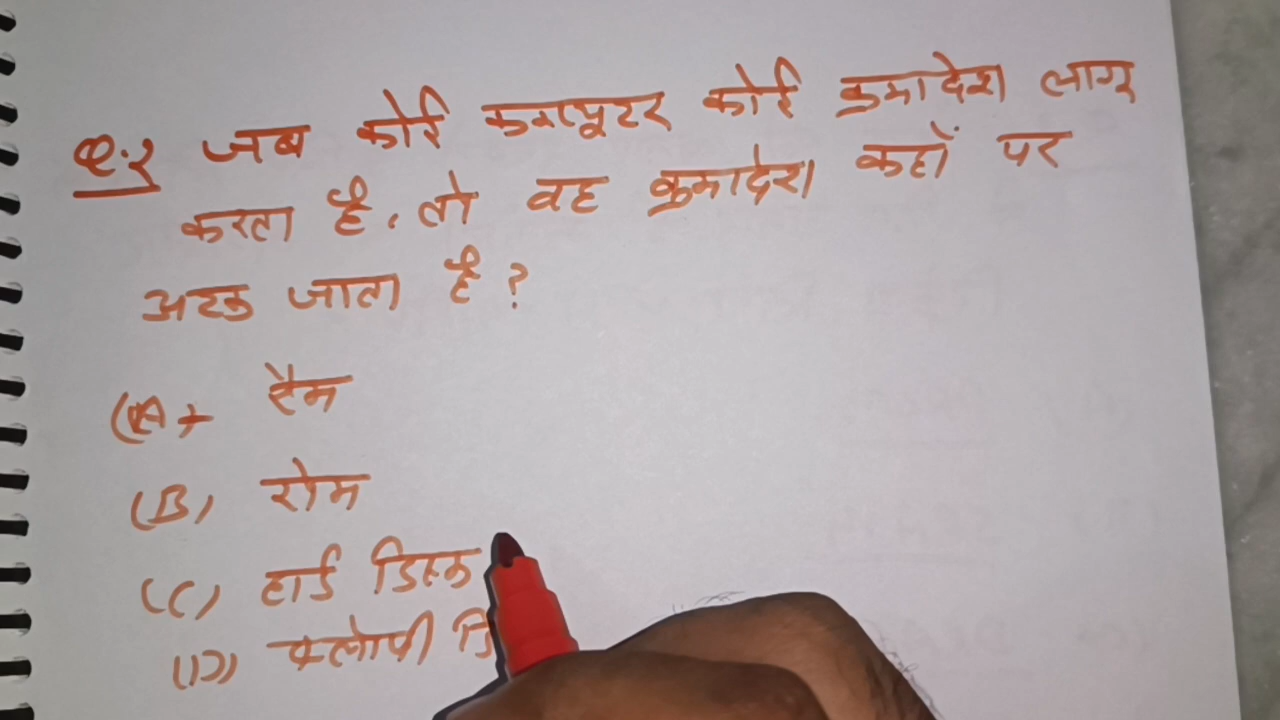 Q.2 जब कोई कम्प्यूटर कोई क्रमादेश लागू
करता है, तो वह क्रमादेश कहाँ पर
अटक जाता है ?
(A) रैम
(B) रोम
(C) हार्ड डिस्क
(D) फ्लोपी